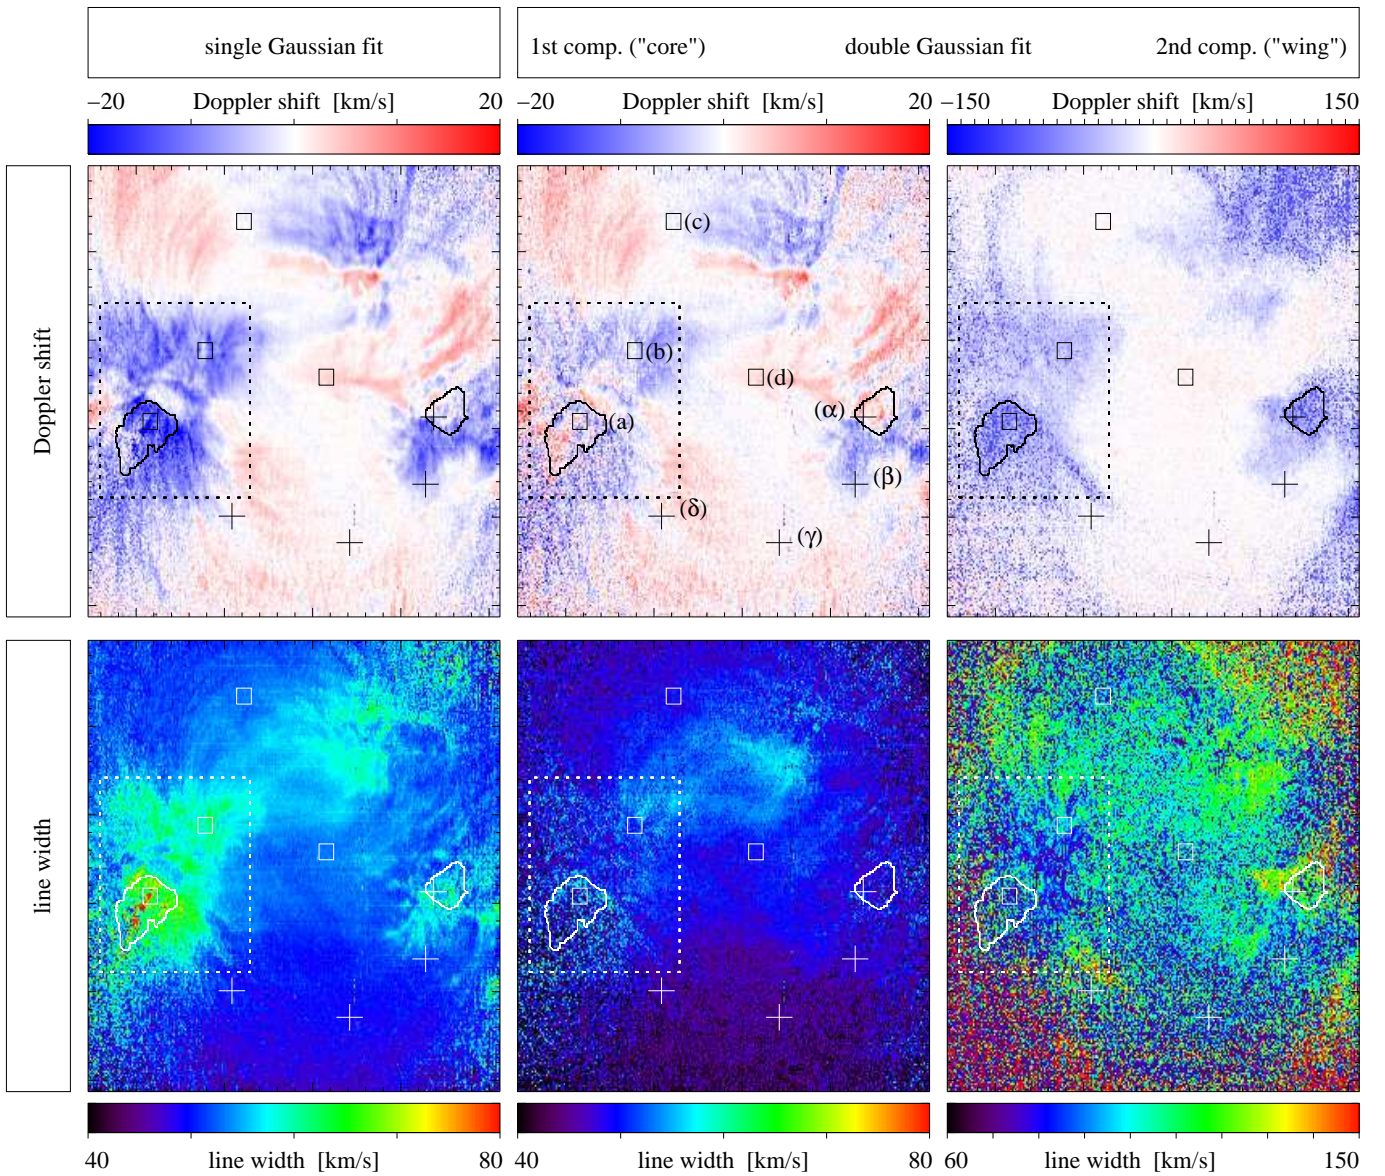 single Gaussian fit
1st comp. ("core") double Gaussian fit 2nd comp. ("wing")
−20 Doppler shift [km/s] 20
−20 Doppler shift [km/s] 20
−150 Doppler shift [km/s] 150
Doppler shift
(c)
(b)
(d)
(a)
(α)
(β)
(δ)
(γ)
line width
40 line width [km/s] 80
40 line width [km/s] 80
60 line width [km/s] 150